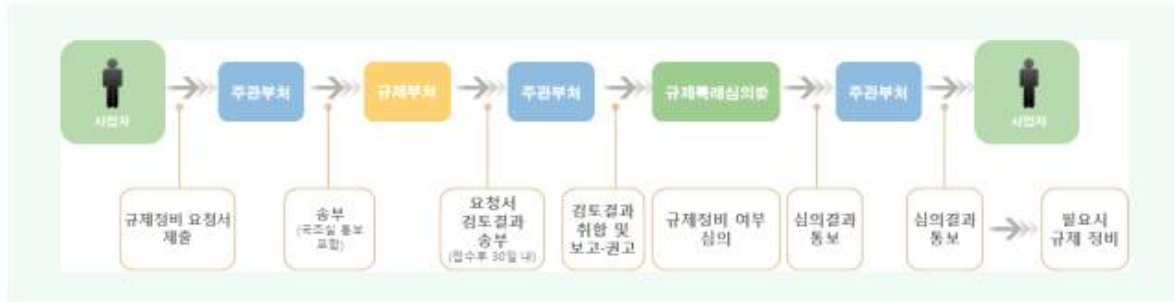 사업자
주관부처
규제부처
주관부처
규제특례심의委
주관부처
사업자
규제정비 요청서
제출
송부
(국조실 통보
포함)
요청서
검토결과
송부
(접수후 30일 내)
검토결과
취합 및
보고·권고
규제정비 여부
심의
심의결과
통보
심의결과
통보
필요시
규제 정비